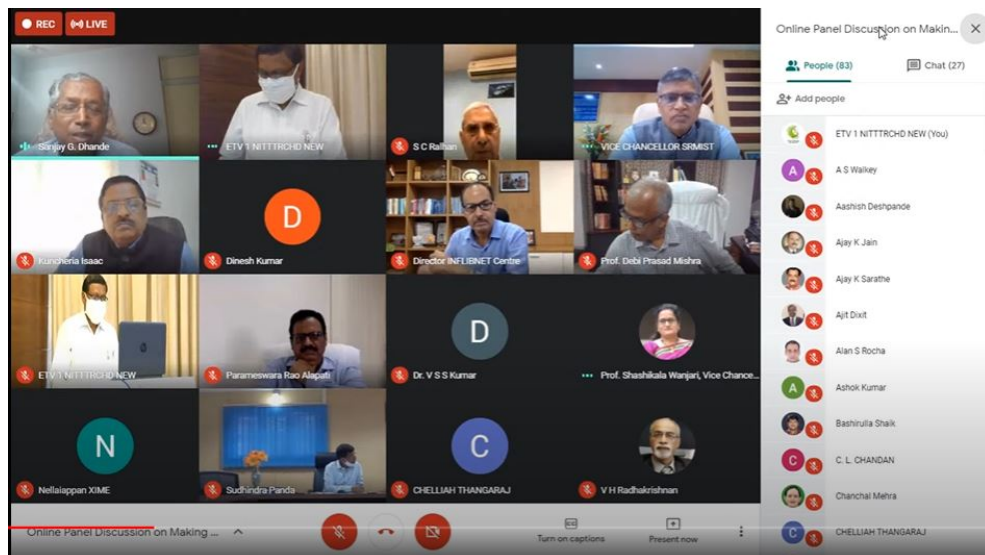 REC
LIVE
Online Panel Discussion on Makin...
People (83)
Chat (27)
Add people
Sanjay G. Dhande
ETV 1 NITTTRCHD NEW
S C Ralhan
VICE CHANCELLOR SRMIST
Kuncheria Isaac
D
Dinesh Kumar
Director INFLIBNET Centre
Prof. Debi Prasad Mishra
ETV 1 NITTTRCHD NEW
Parameswara Rao Alapati
D
Dr. V S S Kumar
Prof. Shashikala Wanjari, Vice Chance...
N
Nellaiappan XIME
Sudhindra Panda
C
CHELLIAH THANGARAJ
V H Radhakrishnan
ETV 1 NITTTRCHD NEW (You)
A
A S Walkey
Aashish Deshpande
Ajay K Jain
Ajay K Sarathe
Ajit Dixit
Alan S Rocha
A
Ashok Kumar
Bashirulla Shaik
C
C. L. CHANDAN
Chanchal Mehra
C
CHELLIAH THANGARAJ
Online Panel Discussion on Making ...
CC
Turn on captions
Present now